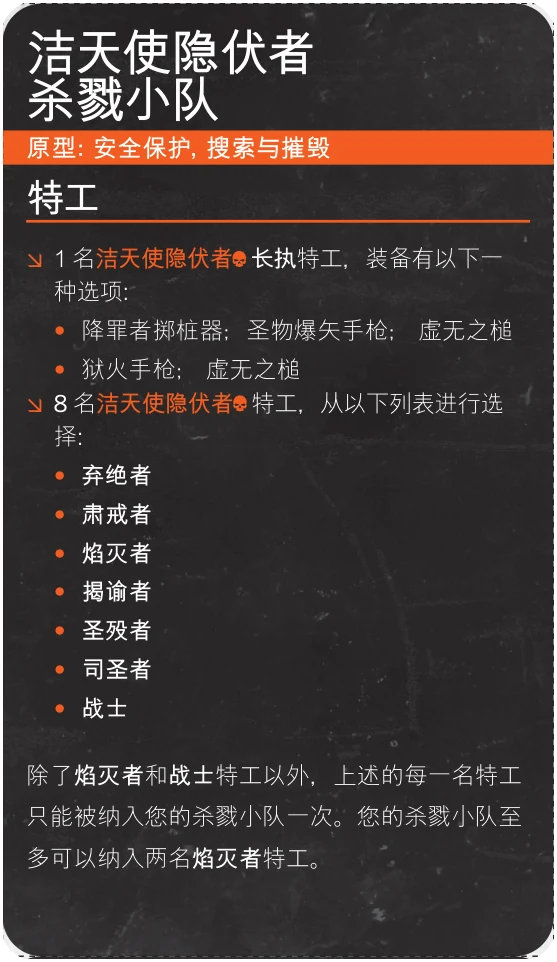 洁天使隐伏者
杀戮小队
原型: 安全保护, 搜索与摧毁
特工
1 名洁天使隐伏者 长执特工，装备有以下一
种选项:
降罪者掷桩器；圣物爆矢手枪； 虚无之槌
狱火手枪； 虚无之槌
8 名洁天使隐伏者 特工，从以下列表进行选
择:
弃绝者
肃戒者
焰灭者
揭谕者
圣殁者
司圣者
战士
除了焰灭者和战士特工以外，上述的每一名特工
只能被纳入您的杀戮小队一次。您的杀戮小队至
多可以纳入两名焰灭者特工。